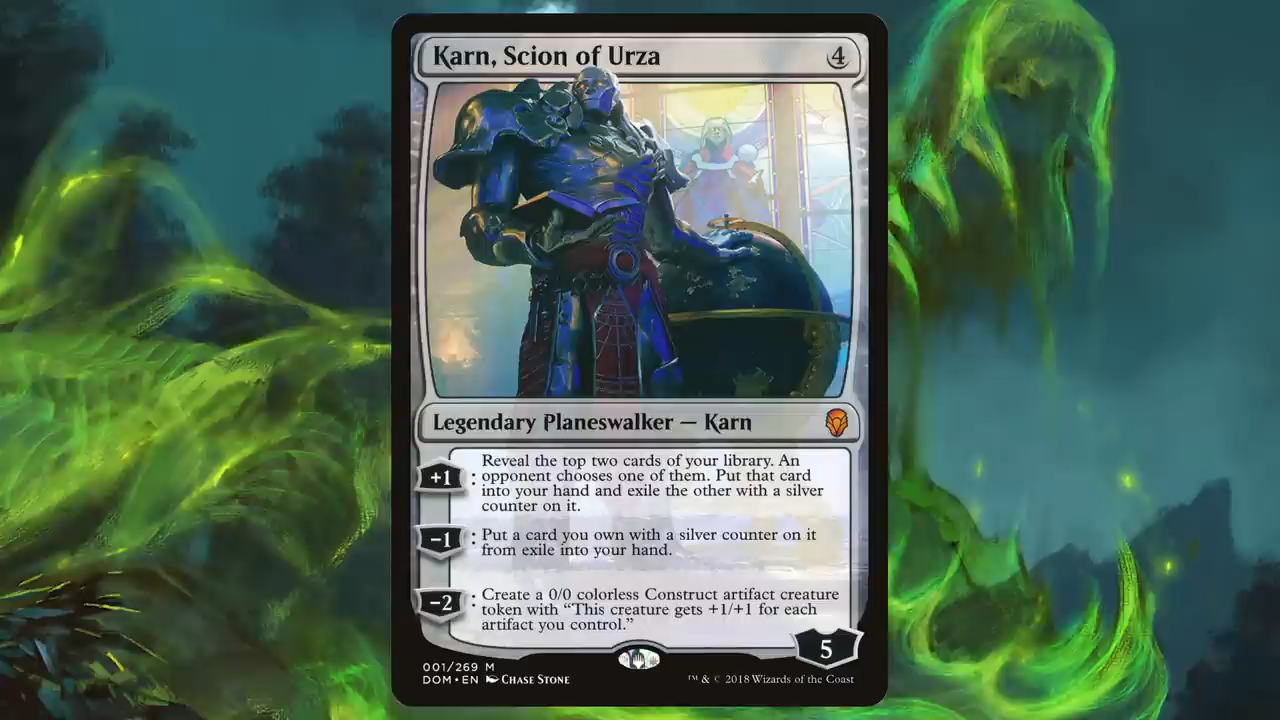 Karn, Scion of Urza 4
Legendary Planeswalker — Karn
+1 : Reveal the top two cards of your library. An
opponent chooses one of them. Put that card
into your hand and exile the other with a silver
counter on it.
−1 : Put a card you own with a silver counter on it
from exile into your hand.
−2 : Create a 0/0 colorless Construct artifact creature
token with “This creature gets +1/+1 for each
artifact you control.”
5
001/269 M
DOM • EN Chase Stone
™ & © 2018 Wizards of the Coast